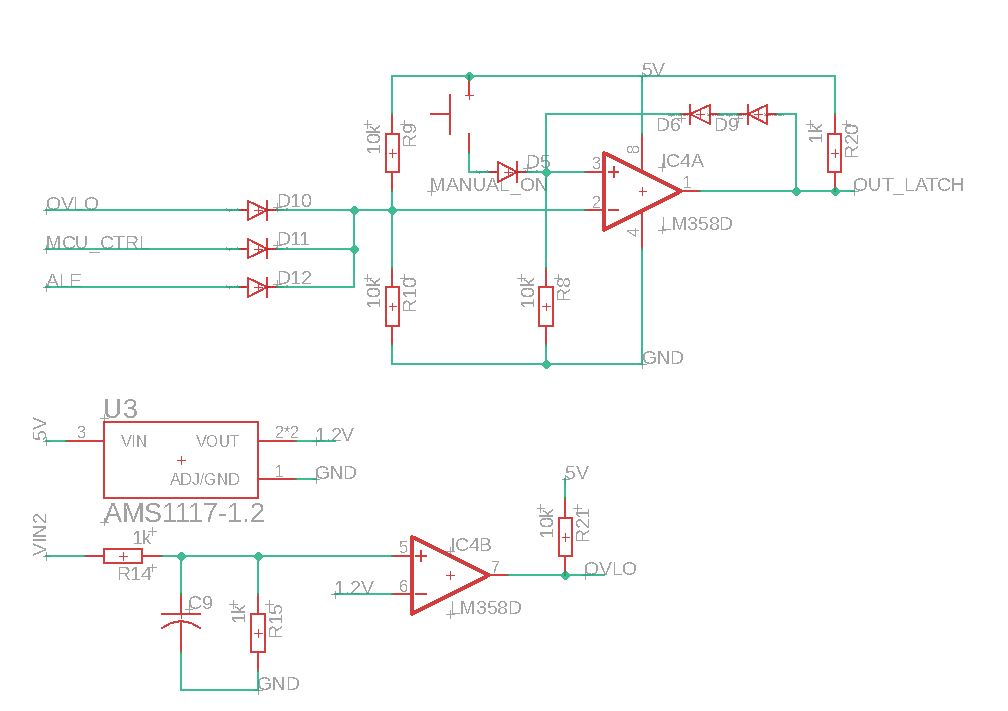 5V
10k
R9
D6
D9
1k
R20
D5
8
IC4A
3
1
MANUAL_ON
OUT_LATCH
OVLO
D10
2
LM358D
4
MCU_CTRL
D11
D12
10k
R10
10k
R8
GND
U3
5V
3
VIN
VOUT
2*2
1.2V
ADJ/GND
1
GND
AMS1117-1.2
5V
VIN2
1k
R14
10k
R21
5
IC4B
7
OVLO
1.2V
6
LM358D
C9
1k
R15
GND